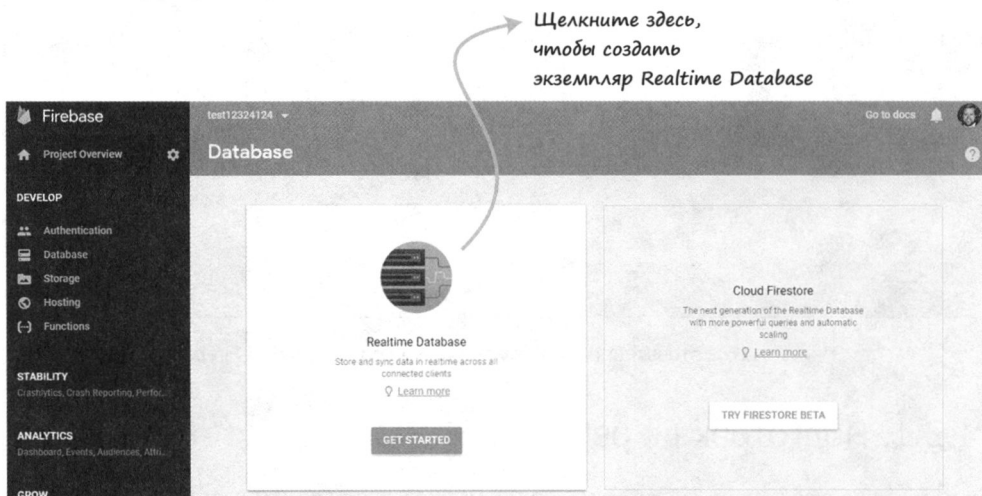 Щелкните здесь,
чтобы создать
экземпляр Realtime Database
Firebase
test12324124
Go to docs
Project Overview
Database
DEVELOP
Authentication
Database
Storage
Hosting
Functions
STABILITY
Crashlytics, Crash Reporting, Perfor...
ANALYTICS
Dashboard, Events, Audiences, Attri...
GROW
Realtime Database
Store and sync data in realtime across all
connected clients
Learn more
GET STARTED
Cloud Firestore
The next generation of the Realtime Database
with more powerful queries and automatic
scaling
Learn more
TRY FIRESTORE BETA